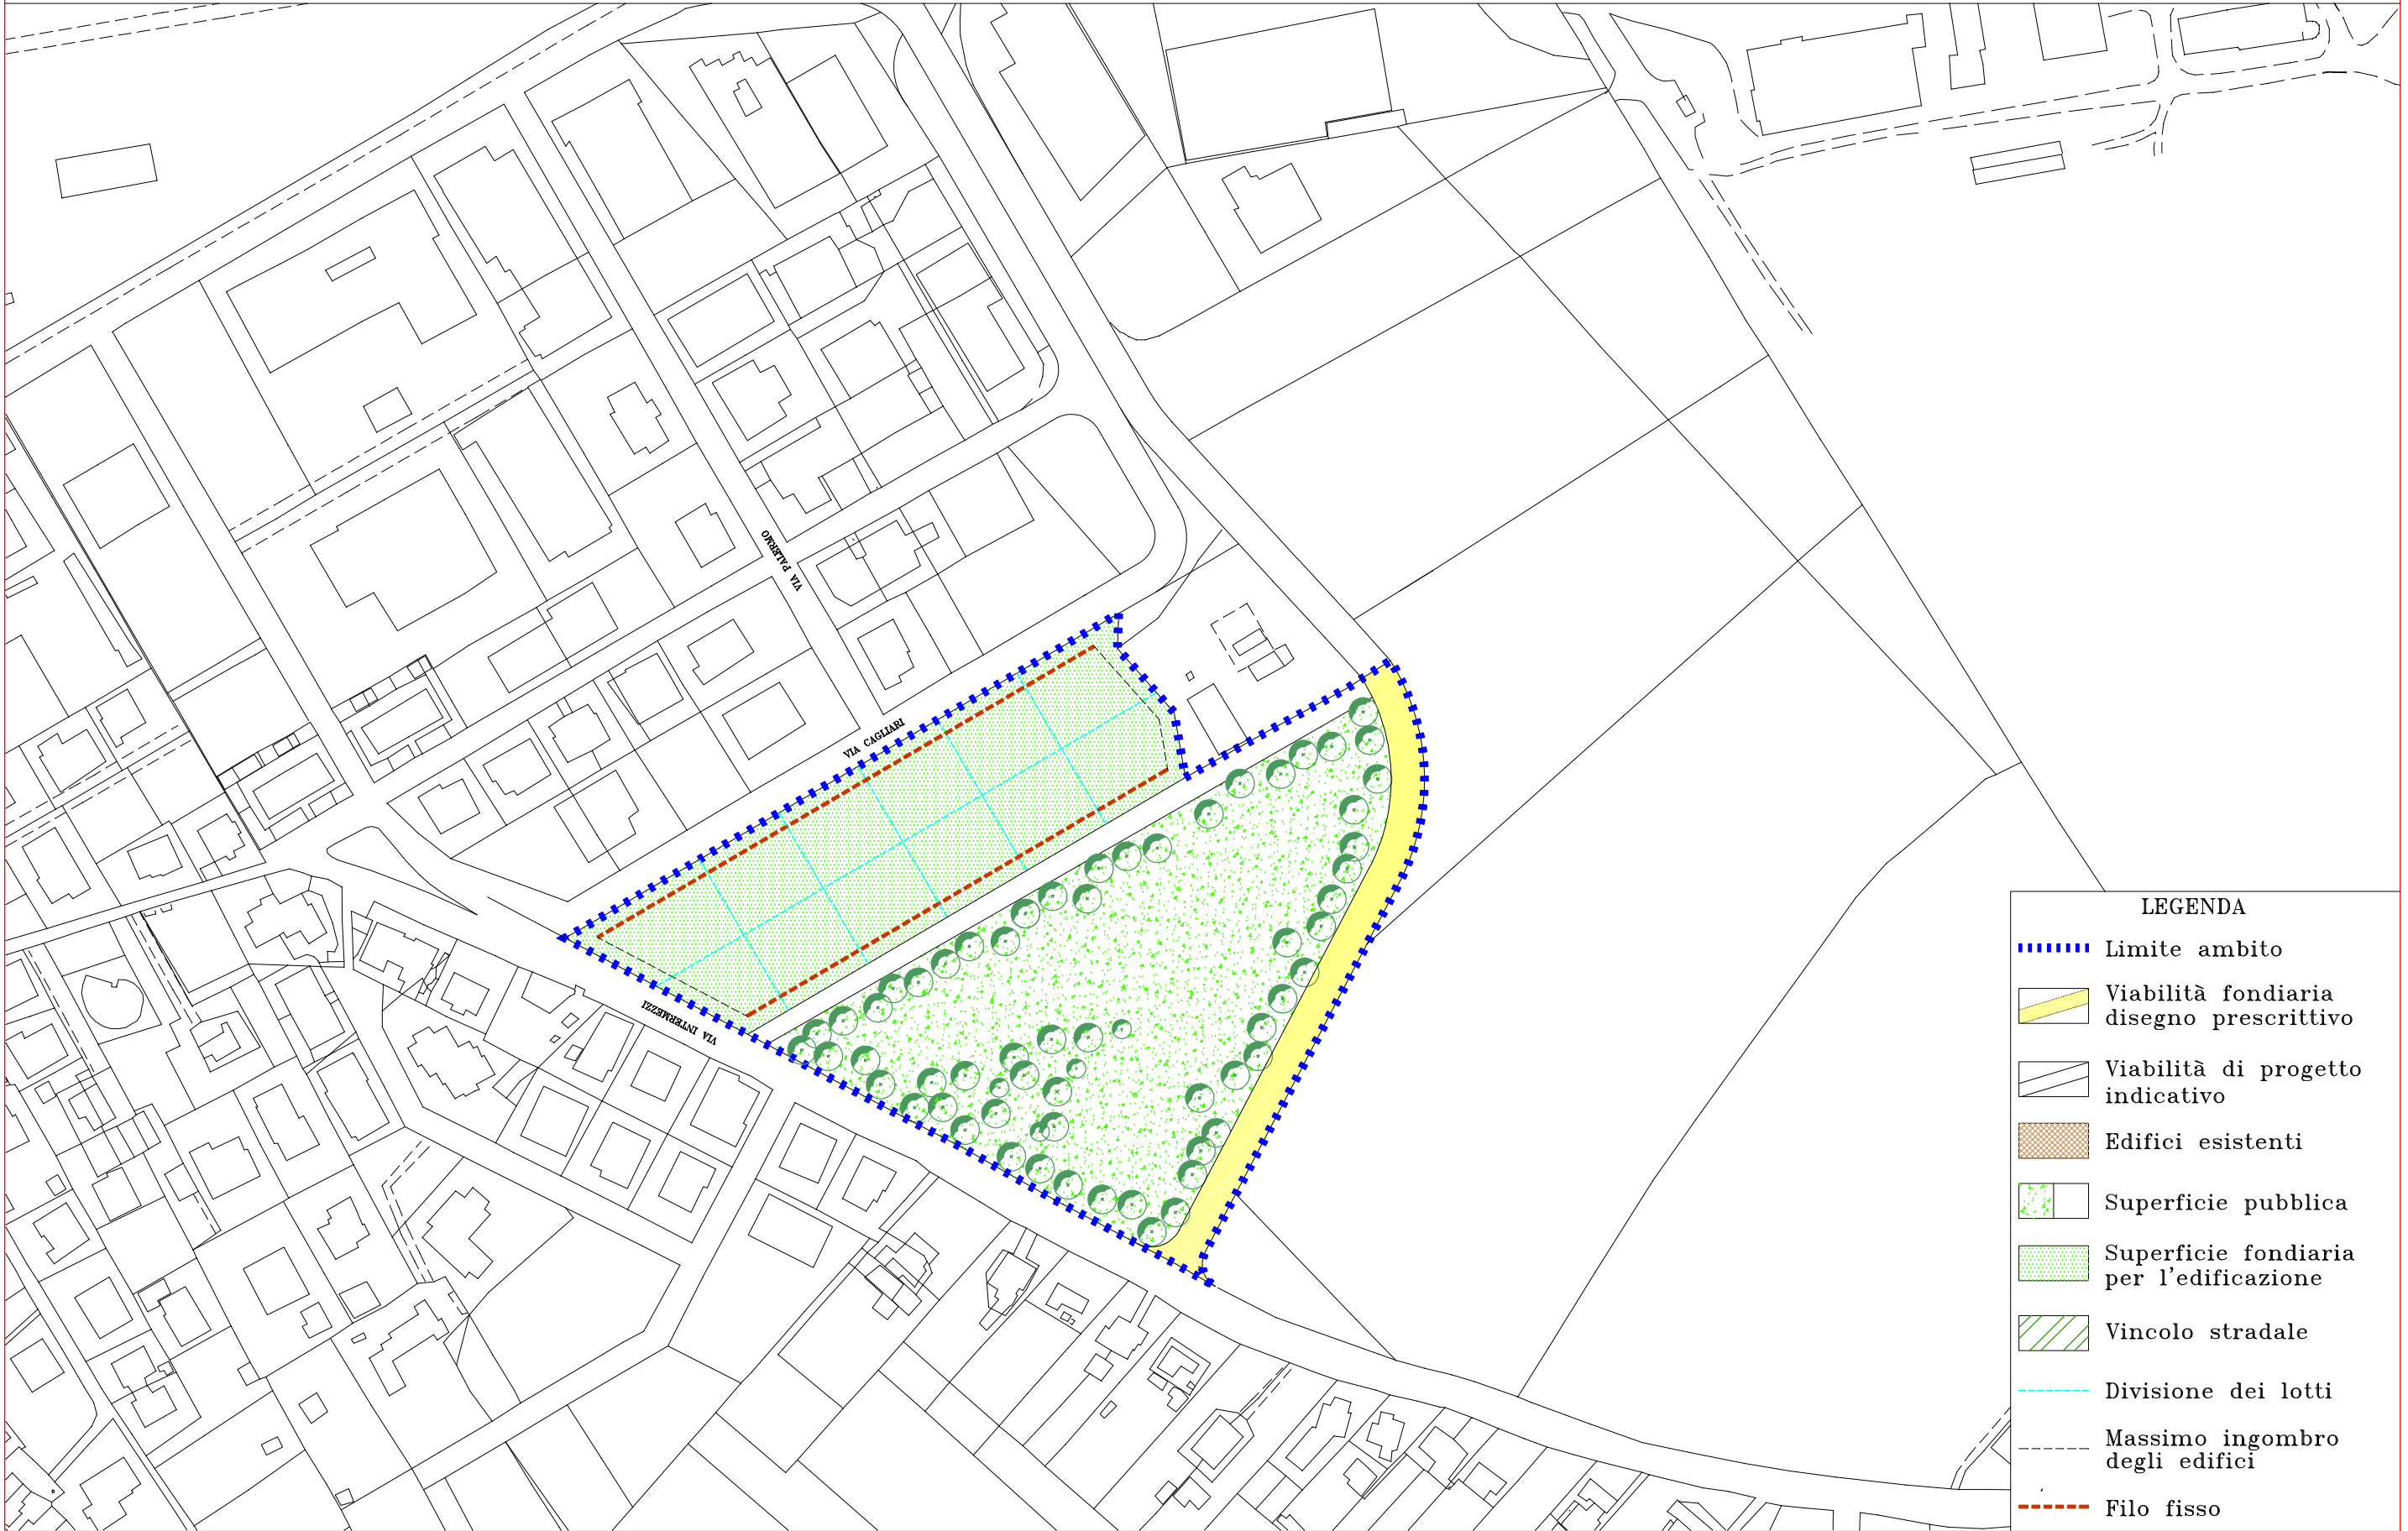 VIA PALERMO
VIA CAGLIARI
VIA INTERMEZZI
LEGENDA
Limite ambito
Viabilità fondiaria
disegno prescrittivo
Viabilità di progetto
indicativo
Edifici esistenti
Superficie pubblica
Superficie fondiaria
per l'edificazione
Vincolo stradale
Divisione dei lotti
Massimo ingombro
degli edifici
Filo fisso